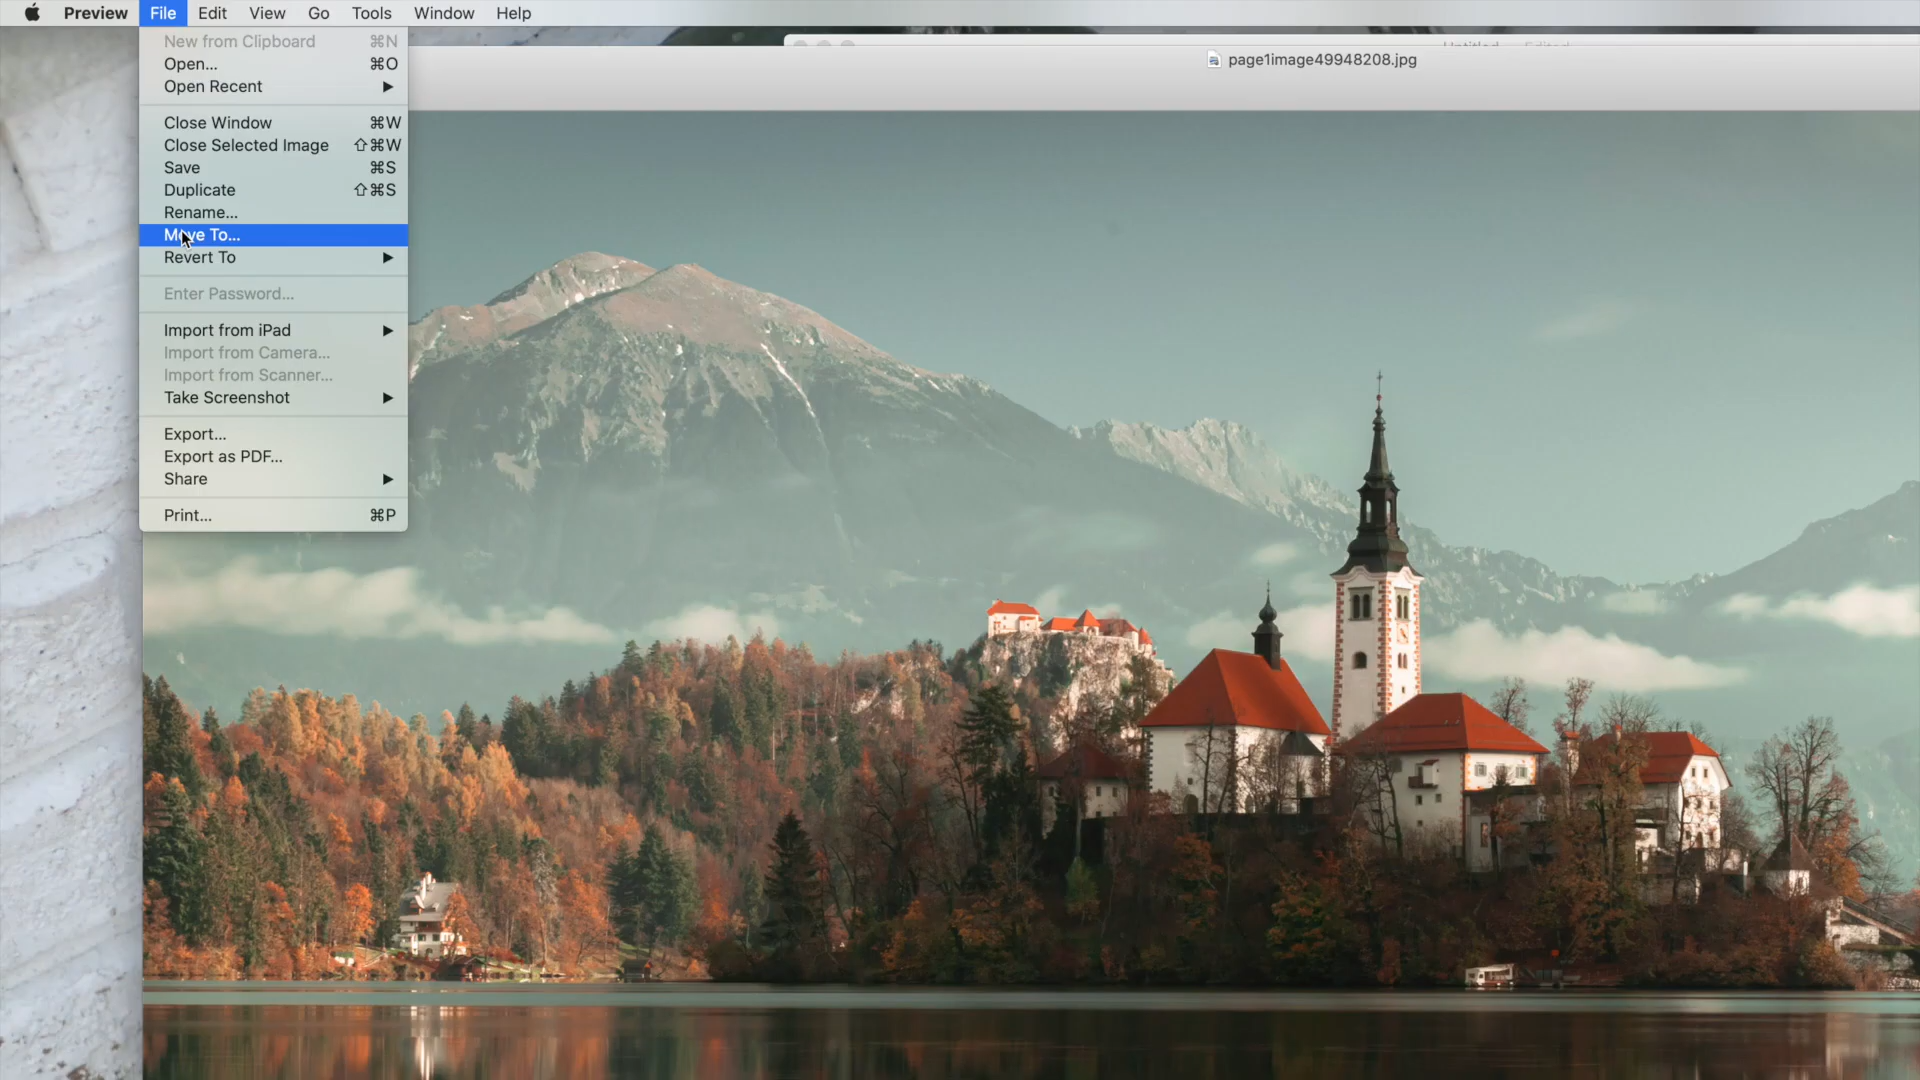 Preview File Edit View Go Tools Window Help
New from Clipboard ⌘N
Open... ⌘O
Open Recent ▶
Close Window ⌘W
Close Selected Image ⇧⌘W
Save ⌘S
Duplicate ⇧⌘S
Rename...
Move To...
Revert To ▶
Enter Password...
Import from iPad ▶
Import from Camera...
Import from Scanner...
Take Screenshot ▶
Export...
Export as PDF...
Share ▶
Print... ⌘P
Untitled — Edited
page1image49948208.jpg